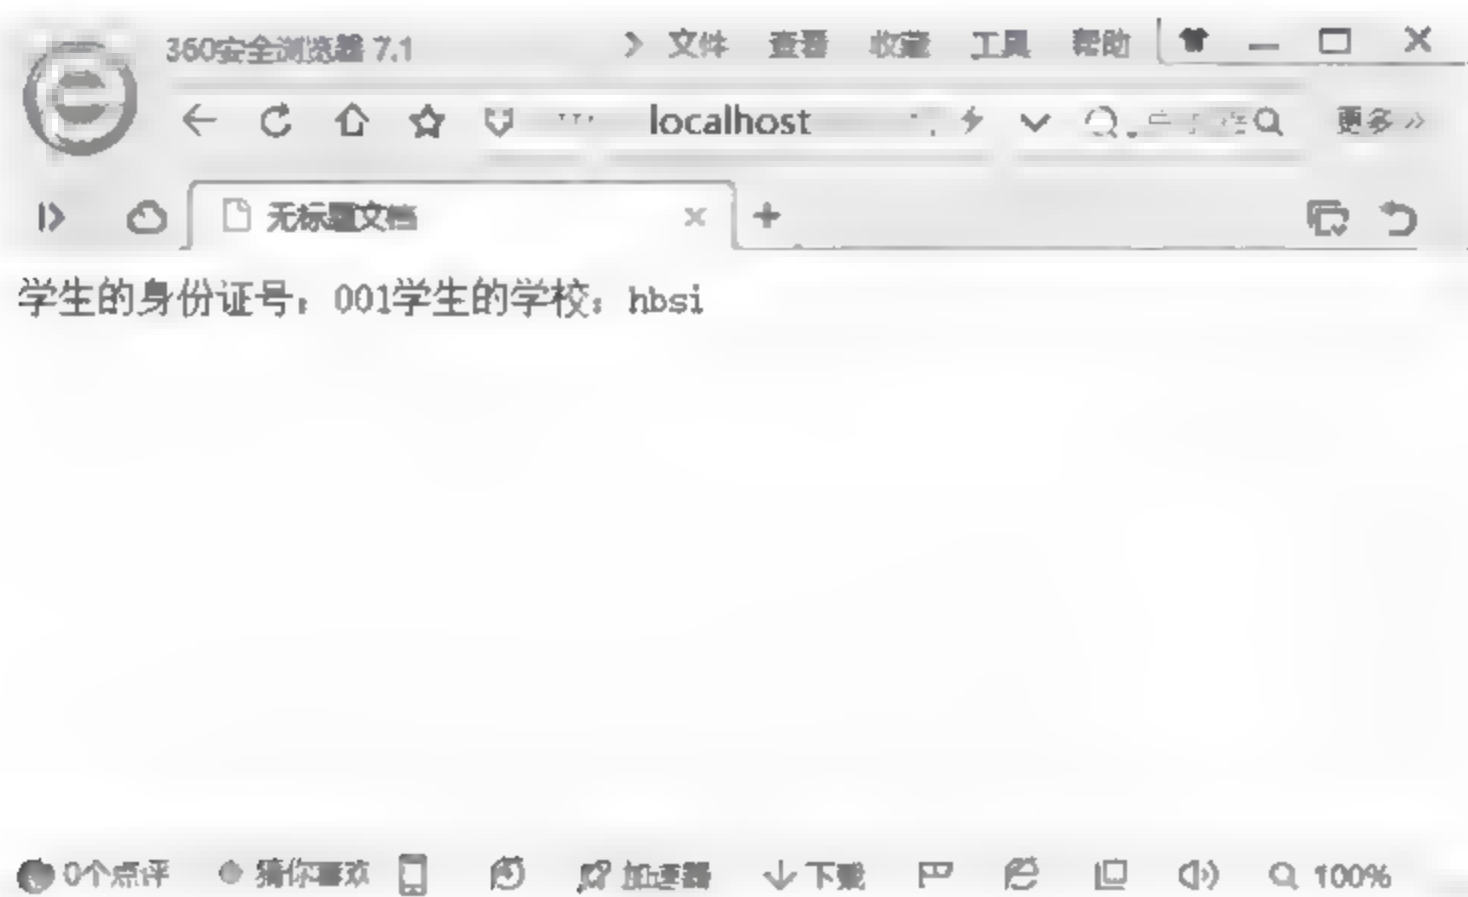 360安全浏览器 7.1 文件 查看 收藏 工具 帮助
localhost 更多 »
无标题文档
学生的身份证号：001学生的学校：hbsi
0个点评 猜你喜欢 加速器 下载 100%